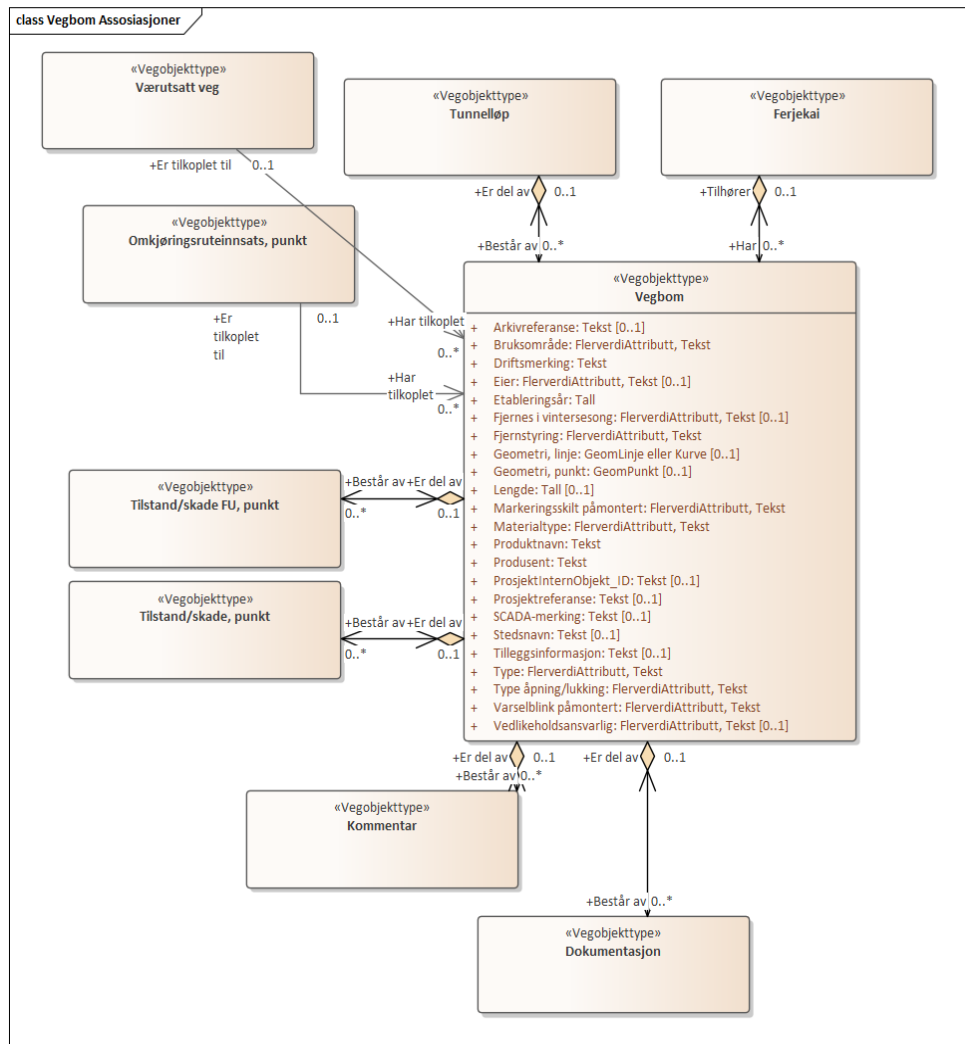 class Vegbom Assosiasjoner
«Vegobjekttype»
Værutsatt veg
«Vegobjekttype»
Tunnelløp
«Vegobjekttype»
Ferjekai
+Er tilkoplet til 0..1
+Er del av 0..1
+Tilhører 0..1
«Vegobjekttype»
Omkjøringsruteinnsats, punkt
+Består av 0..*
+Har 0..*
+Er
tilkoplet
til
0..1
+Har tilkoplet
0..*
+Har
tilkoplet
0..*
«Vegobjekttype»
Vegbom
+ Arkivreferanse: Tekst [0..1]
+ Bruksområde: FlerverdiAttributt, Tekst
+ Driftsmerking: Tekst
+ Eier: FlerverdiAttributt, Tekst [0..1]
+ Etableringsår: Tall
+ Fjernes i vintersesong: FlerverdiAttributt, Tekst [0..1]
+ Fjernstyring: FlerverdiAttributt, Tekst
+ Geometri, linje: GeomLinje eller Kurve [0..1]
+ Geometri, punkt: GeomPunkt [0..1]
+ Lengde: Tall [0..1]
+ Markeringsskilt påmontert: FlerverdiAttributt, Tekst
+ Materialtype: FlerverdiAttributt, Tekst
+ Produktnavn: Tekst
+ Produsent: Tekst
+ ProsjektInternObjekt_ID: Tekst [0..1]
+ Prosjektreferanse: Tekst [0..1]
+ SCADA-merking: Tekst [0..1]
+ Stedsnavn: Tekst [0..1]
+ Tilleggsinformasjon: Tekst [0..1]
+ Type: FlerverdiAttributt, Tekst
+ Type åpning/lukking: FlerverdiAttributt, Tekst
+ Varselblink påmontert: FlerverdiAttributt, Tekst
+ Vedlikeholdsansvarlig: FlerverdiAttributt, Tekst [0..1]
«Vegobjekttype»
Tilstand/skade FU, punkt
+Består av +Er del av
0..* 0..1
«Vegobjekttype»
Tilstand/skade, punkt
+Består av +Er del av
0..* 0..1
+Er del av 0..1
+Består av 0..*
+Er del av 0..1
«Vegobjekttype»
Kommentar
+Består av 0..*
«Vegobjekttype»
Dokumentasjon